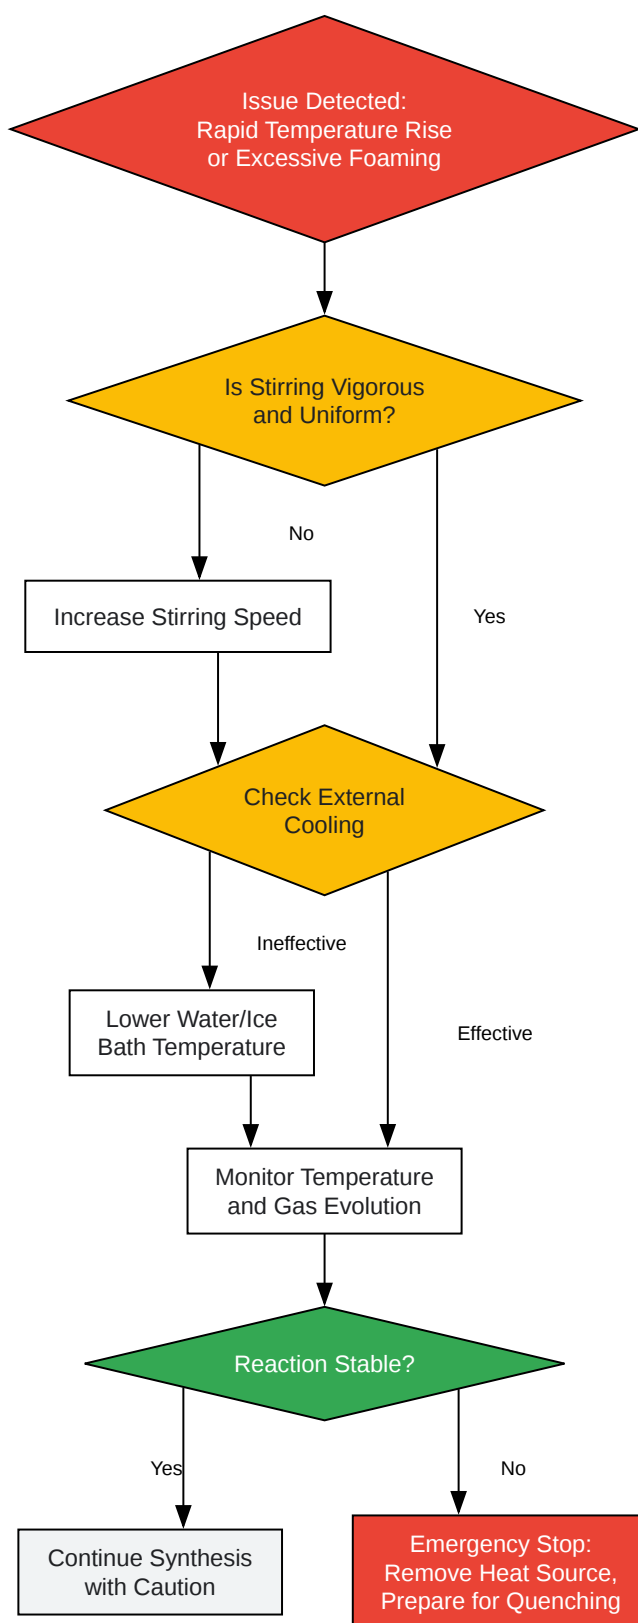 Issue Detected:
Rapid Temperature Rise
or Excessive Foaming
Is Stirring Vigorous
and Uniform?
No
Increase Stirring Speed
Yes
Check External
Cooling
Ineffective
Lower Water/Ice
Bath Temperature
Effective
Monitor Temperature
and Gas Evolution
Reaction Stable?
Yes
No
Continue Synthesis
with Caution
Emergency Stop:
Remove Heat Source,
Prepare for Quenching